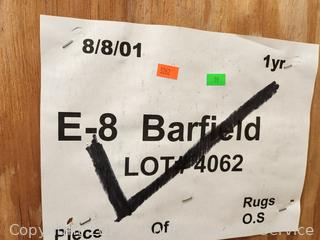 8/8/01 1yr
E-8 Barfield
LOT# 4062
Rugs
Piece Of O.S